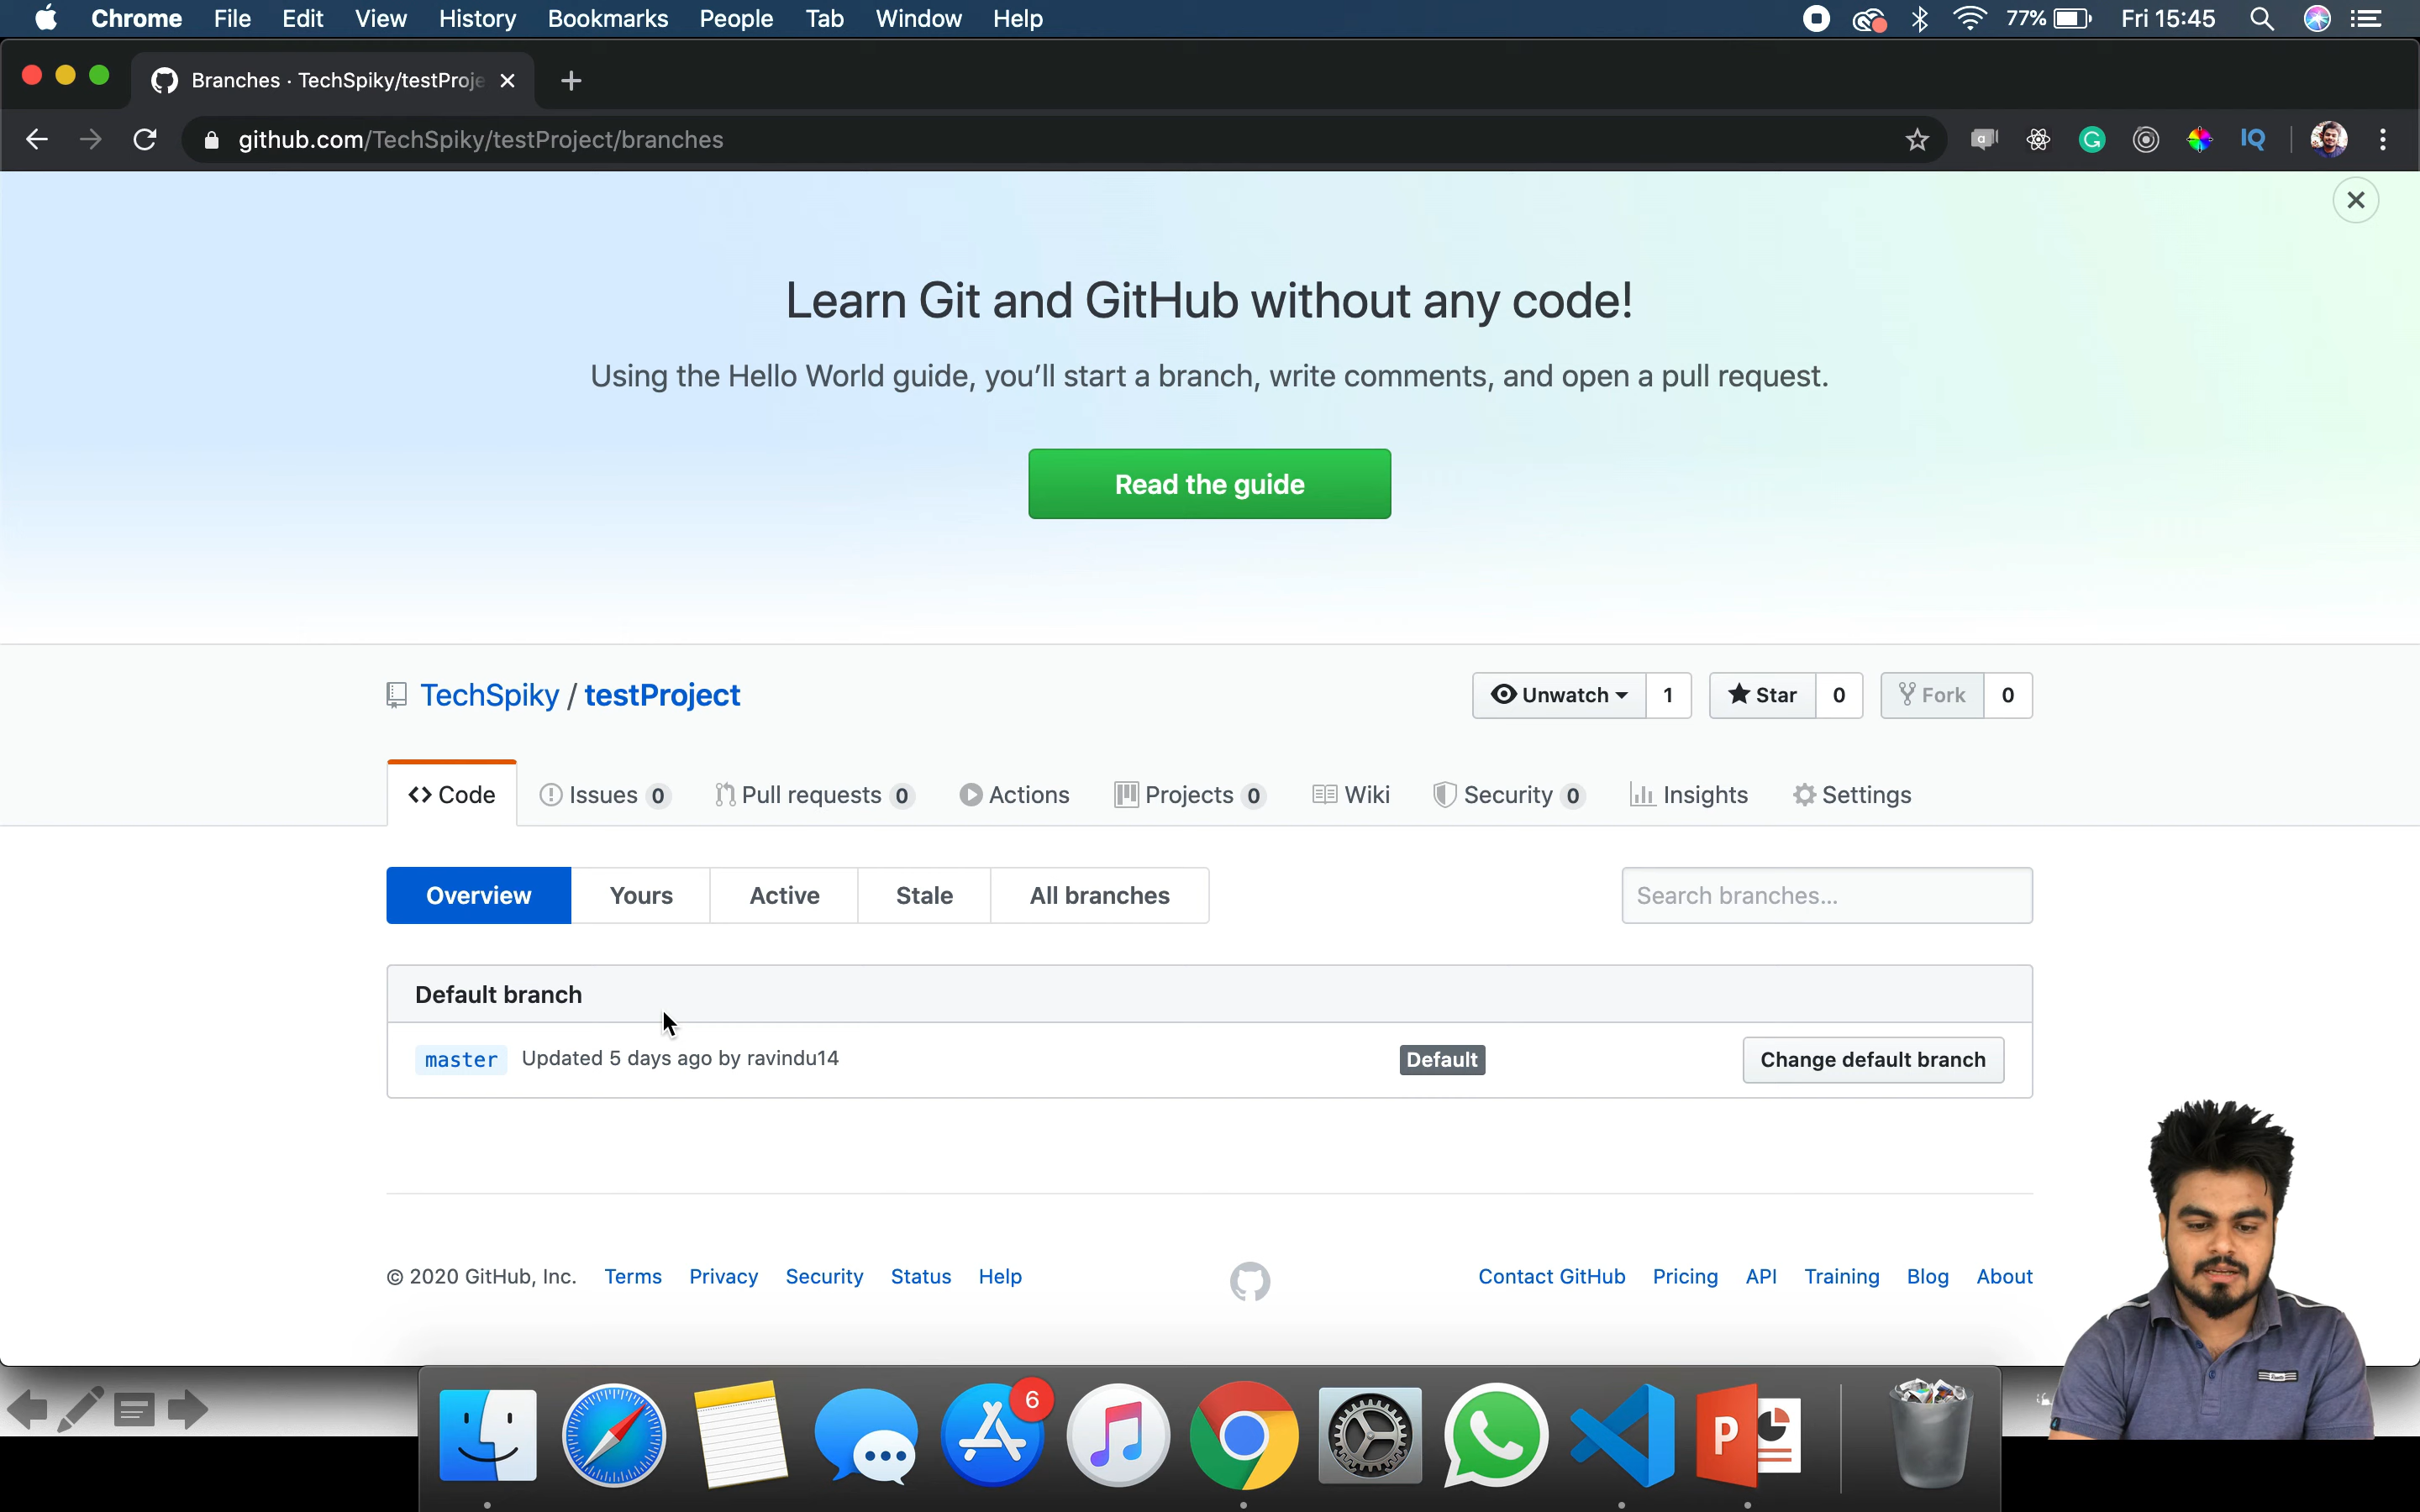 Chrome File Edit View History Bookmarks People Tab Window Help 77% Fri 15:45
Branches · TechSpiky/testProje
github.com/TechSpiky/testProject/branches
Learn Git and GitHub without any code!
Using the Hello World guide, you'll start a branch, write comments, and open a pull request.
Read the guide
TechSpiky / testProject Unwatch 1 Star 0 Fork 0
Code Issues 0 Pull requests 0 Actions Projects 0 Wiki Security 0 Insights Settings
Overview Yours Active Stale All branches Search branches...
Default branch
master Updated 5 days ago by ravindu14 Default Change default branch
© 2020 GitHub, Inc. Terms Privacy Security Status Help Contact GitHub Pricing API Training Blog About
6
P